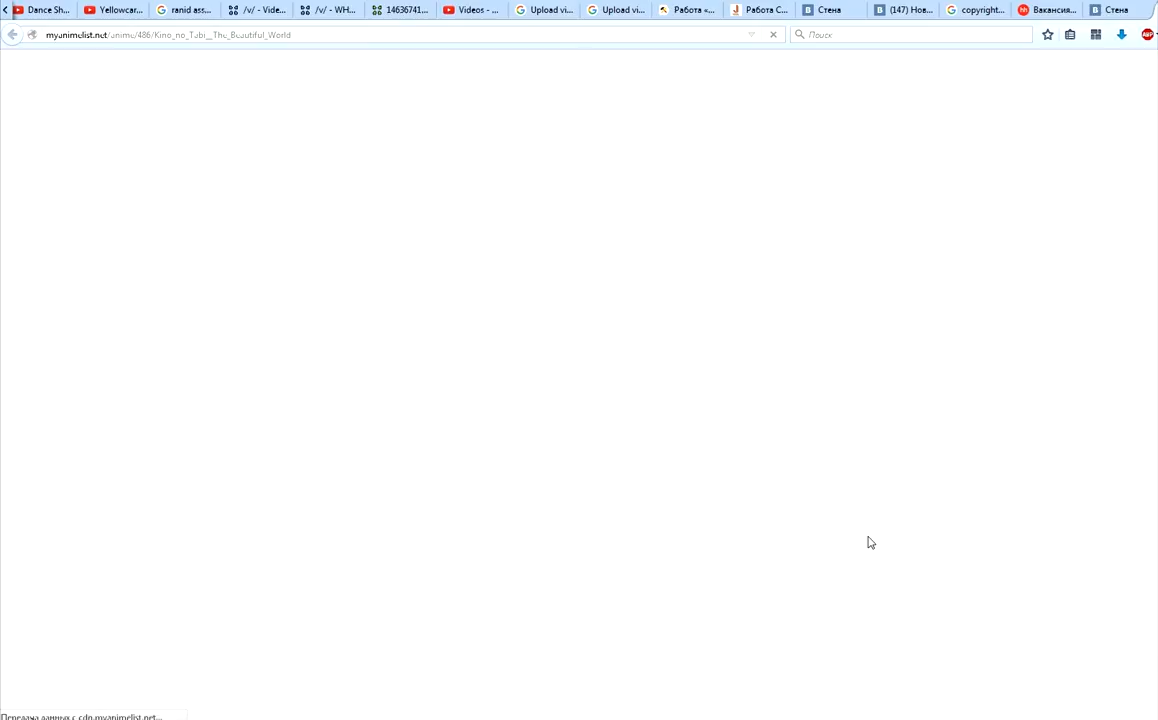 Dance Sh... Yellowcar... ranid ass... /v/ - Vide... /v/ - WH... 14636741... Videos - ... Upload vi... Upload vi... Работа «... Работа С... Стена (147) Нов... copyright... Вакансия... Стена
myanimelist.net/anime/486/Kino_no_Tabi__The_Beautiful_World Поиск ABP
Передача данных с cdn.myanimelist.net...